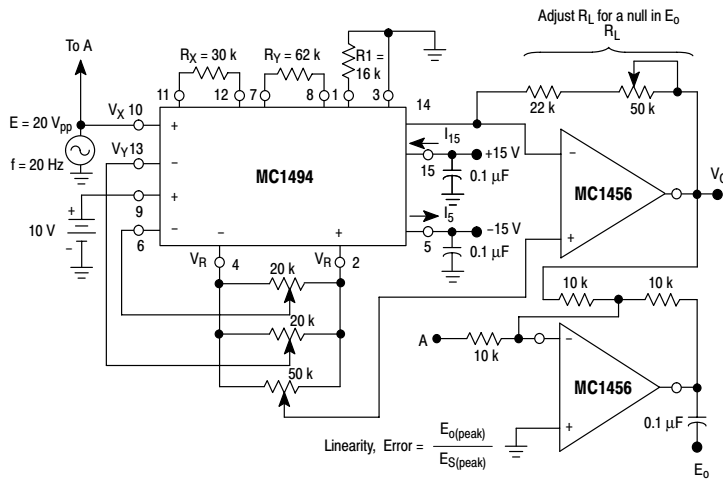 Adjust R_L for a null in E_o
R_L
To A
R_X = 30 k
R_Y = 62 k
R1 =
16 k
11
12
7
8
1
3
14
22 k
50 k
E = 20 V_pp
f = 20 Hz
V_X 10
+
V_Y 13
–
+
9
–
6
10 V
+
–
MC1494
I_15
+15 V
15
0.1 µF
I_5
–15 V
5
0.1 µF
–
MC1456
+
V_O
–
+
V_R
4
V_R
2
20 k
20 k
50 k
10 k
10 k
A
10 k
–
MC1456
+
0.1 µF
E_o
Linearity, Error = E_o(peak)
E_S(peak)